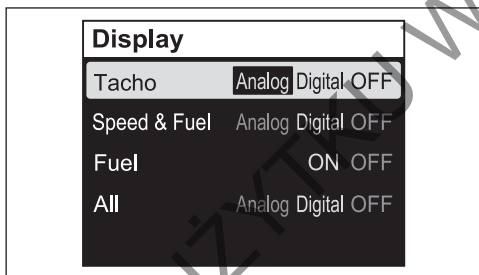 Display
Tacho Analog Digital OFF
Speed & Fuel Analog Digital OFF
Fuel ON OFF
All Analog Digital OFF